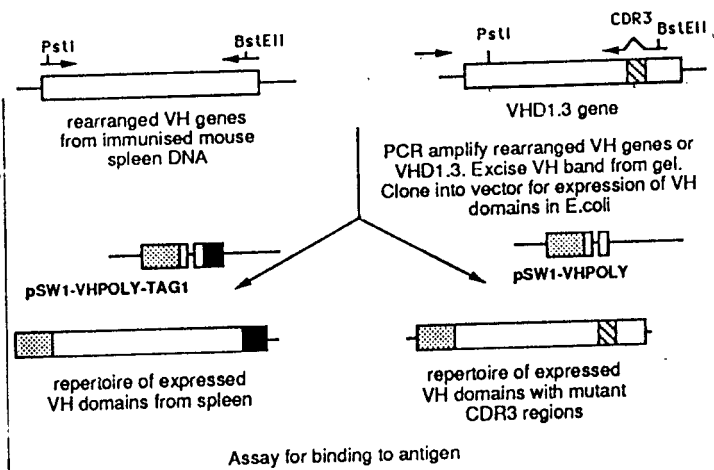 PstI
BstEII
rearranged VH genes
from immunised mouse
spleen DNA
CDR3
PstI
BstEII
VHD1.3 gene
PCR amplify rearranged VH genes or
VHD1.3. Excise VH band from gel.
Clone into vector for expression of VH
domains in E.coli
pSW1-VHPOLY-TAG1
pSW1-VHPOLY
repertoire of expressed
VH domains from spleen
repertoire of expressed
VH domains with mutant
CDR3 regions
Assay for binding to antigen